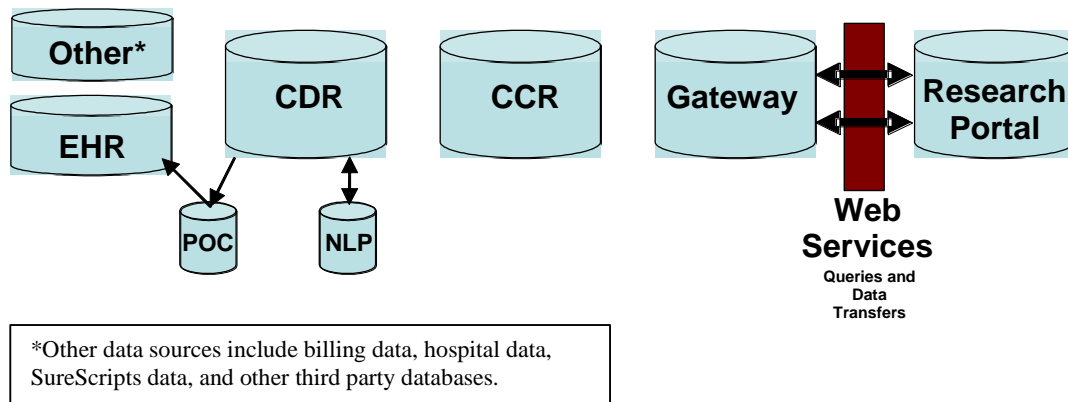 Other*
EHR
CDR
POC
NLP
CCR
Gateway
Research
Portal
Web
Services
Queries and
Data
Transfers
*Other data sources include billing data, hospital data,
SureScripts data, and other third party databases.